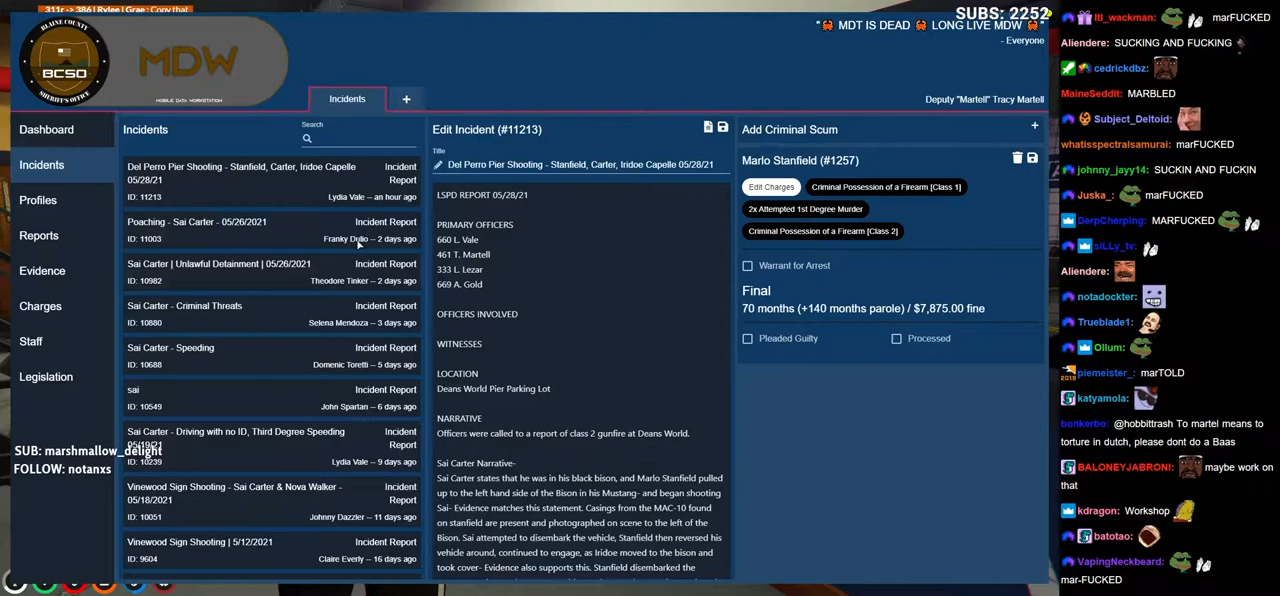 311r -> 386 | Rylee | Grae : Copy that
BLAINE COUNTY
BCSO
SHERIFF'S OFFICE
MDW
MOBILE DATA WORKSTATION
SUBS: 2252
" MDT IS DEAD LONG LIVE MDW "
- Everyone
Incidents
+
Deputy "Martell" Tracy Martell
Dashboard
Incidents
Profiles
Reports
Evidence
Charges
Staff
Legislation
SUB: marshmallow_delight
FOLLOW: notanxs
Incidents
Search
Del Perro Pier Shooting - Stanfield, Carter, Iridoe Capelle
05/28/2021
Incident
Report
ID: 11213
Lydia Vale -- an hour ago
Poaching - Sai Carter - 05/26/2021
Incident Report
ID: 11003
Franky Dulio -- 2 days ago
Sai Carter | Unlawful Detainment | 05/26/2021
Incident Report
ID: 10982
Theodore Tinker -- 2 days ago
Sai Carter - Criminal Threats
Incident Report
ID: 10880
Selena Mendoza -- 3 days ago
Sai Carter - Speeding
Incident Report
ID: 10688
Domenic Toretti -- 5 days ago
sai
Incident Report
ID: 10549
John Spartan -- 6 days ago
Sai Carter - Driving with no ID, Third Degree Speeding
05/19/21
Incident
Report
ID: 10239
Lydia Vale -- 9 days ago
Vinewood Sign Shooting - Sai Carter & Nova Walker -
05/18/2021
Incident
Report
ID: 10051
Johnny Dazzler -- 11 days ago
Vinewood Sign Shooting | 5/12/2021
Incident Report
ID: 9604
Claire Everly -- 16 days ago
Edit Incident (#11213)
Title
Del Perro Pier Shooting - Stanfield, Carter, Iridoe Capelle 05/28/21
LSPD REPORT 05/28/21
PRIMARY OFFICERS
660 L. Vale
461 T. Martell
333 L. Lezar
669 A. Gold
OFFICERS INVOLVED
WITNESSES
LOCATION
Deans World Pier Parking Lot
NARRATIVE
Officers were called to a report of class 2 gunfire at Deans World.
Sai Carter Narrative-
Sai Carter states that he was in his black bison, and Marlo Stanfield pulled
up to the left hand side of the Bison in his Mustang- and began shooting
Sai- Evidence matches this statement. Casings from the MAC-10 found
on stanfield are present and photographed on scene to the left of the
Bison. Sai attempted to disembark the vehicle, Stanfield then reversed his
vehicle around, continued to engage, as Iridoe moved to the bison and
took cover- Evidence also supports this. Stanfield disembarked the
Add Criminal Scum
+
Marlo Stanfield (#1257)
Edit Charges
Criminal Possession of a Firearm [Class 1]
2x Attempted 1st Degree Murder
Criminal Possession of a Firearm [Class 2]
Warrant for Arrest
Final
70 months (+140 months parole) / $7,875.00 fine
Pleaded Guilty
Processed
ltl_wackman: marFUCKED
Aliendere: SUCKING AND FUCKING
cedrickdbz:
MaineSeddit: MARBLED
Subject_Deltoid:
whatisspectralsamurai: marFUCKED
johnny_jayy14: SUCKIN AND FUCKIN
Juska_: marFUCKED
DerpCherping: MARFUCKED
siLLy_tv:
Aliendere:
notadockter:
Trueblade1:
Ollum:
piemeister_: marTOLD
katyamola:
bonkerbo: @hobbittrash To martel means to
torture in dutch, please dont do a Baas
BALONEYJABRONI: maybe work on
that
kdragon: Workshop
batotao:
VapingNeckbeard:
mar-FUCKED